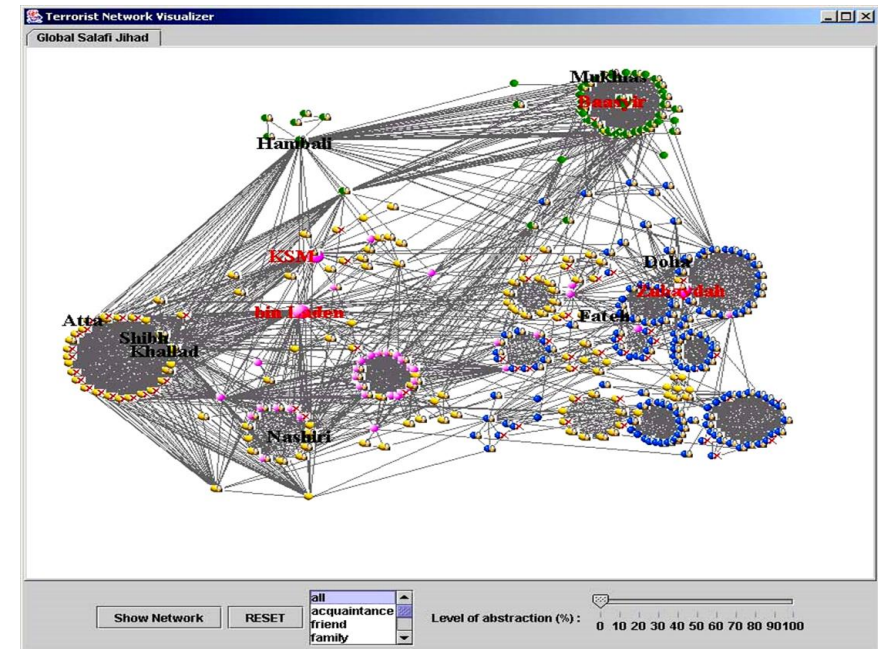 Terrorist Network Visualizer
Global Salafi Jihad
Mukhlas
Baasyir
Hambali
KSM
Doha
Zubaydah
bin Laden
Fateh
Atta
Shibh
Khallad
Nashiri
Show Network
RESET
all
acquaintance
friend
family
Level of abstraction (%) :
0 10 20 30 40 50 60 70 80 90100